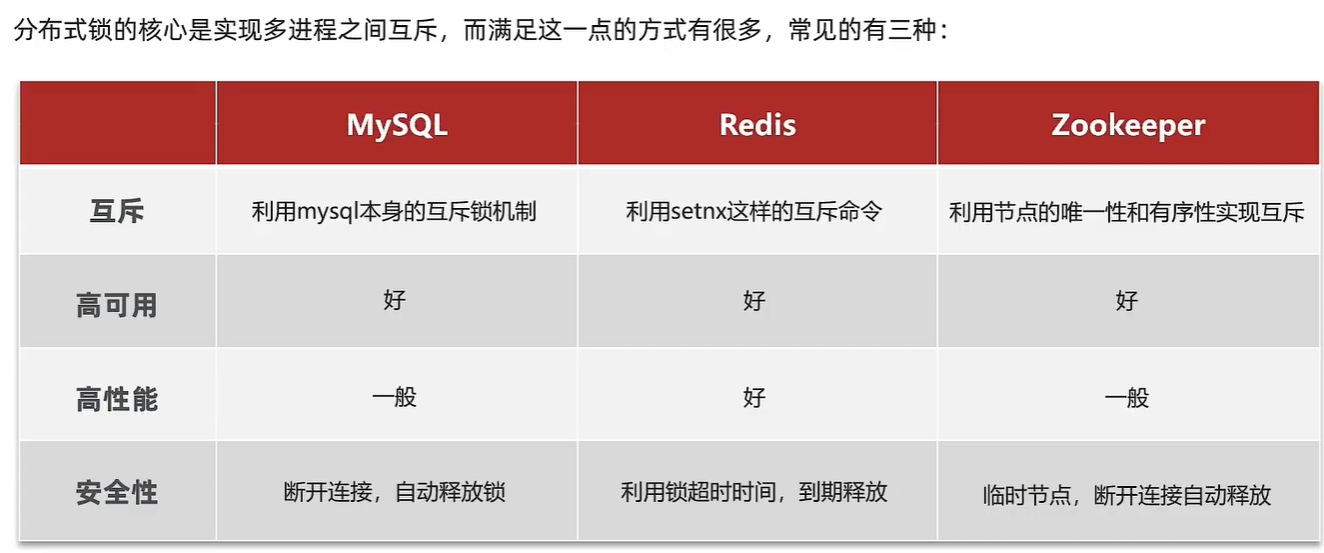 分布式锁的核心是实现多进程之间互斥，而满足这一点的方式有很多，常见的有三种：
MySQL Redis Zookeeper
互斥 利用mysql本身的互斥锁机制 利用setnx这样的互斥命令 利用节点的唯一性和有序性实现互斥
高可用 好 好 好
高性能 一般 好 一般
安全性 断开连接，自动释放锁 利用锁超时时间，到期释放 临时节点，断开连接自动释放